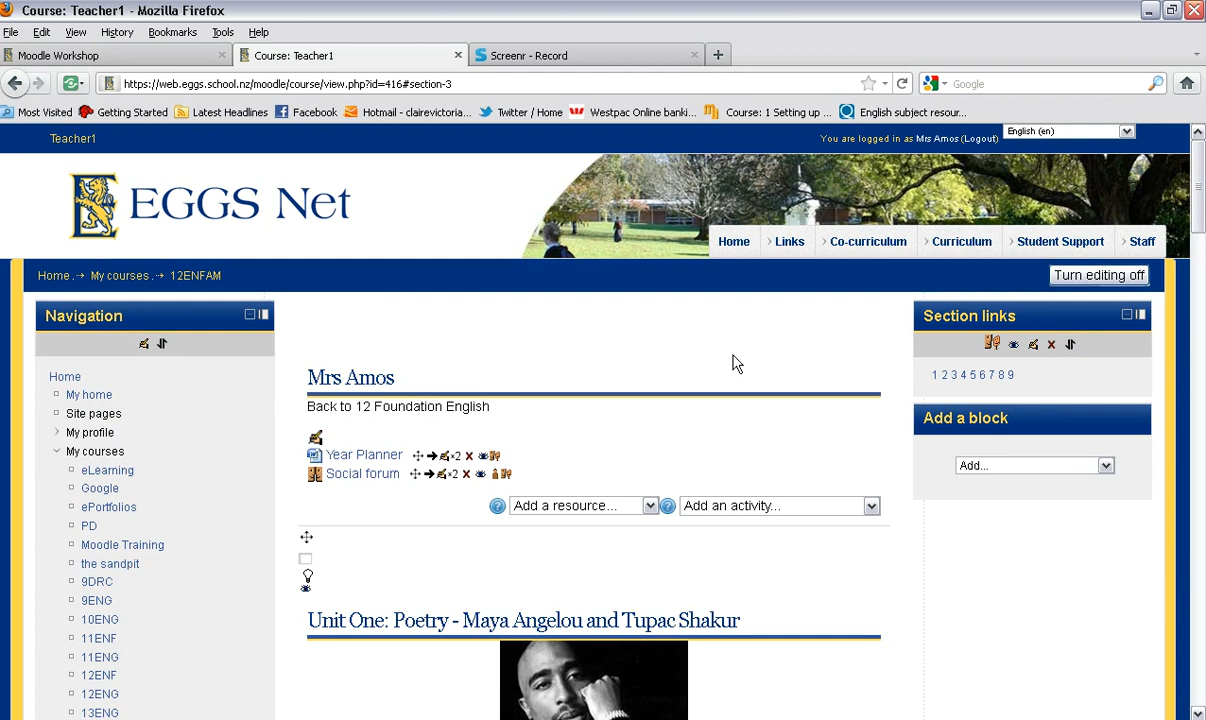 Course: Teacher1 - Mozilla Firefox
File Edit View History Bookmarks Tools Help
Moodle Workshop Course: Teacher1 Screenr - Record
https://web.eggs.school.nz/moodle/course/view.php?id=416#section-3 Google
Most Visited Getting Started Latest Headlines Facebook Hotmail - clairevictoria... Twitter / Home Westpac Online banki... Course: 1 Setting up ... English subject resour...
Teacher1 You are logged in as Mrs Amos (Logout) English (en)
EGGS Net
Home Links Co-curriculum Curriculum Student Support Staff
Home My courses 12ENFAM Turn editing off
Navigation
Home
My home
Site pages
My profile
My courses
eLearning
Google
ePortfolios
PD
Moodle Training
the sandpit
9DRC
9ENG
10ENG
11ENF
11ENG
12ENF
12ENG
13ENG
Mrs Amos
Back to 12 Foundation English
Year Planner ×2
Social forum ×2
Add a resource... Add an activity...
Unit One: Poetry - Maya Angelou and Tupac Shakur
Section links
1 2 3 4 5 6 7 8 9
Add a block
Add...